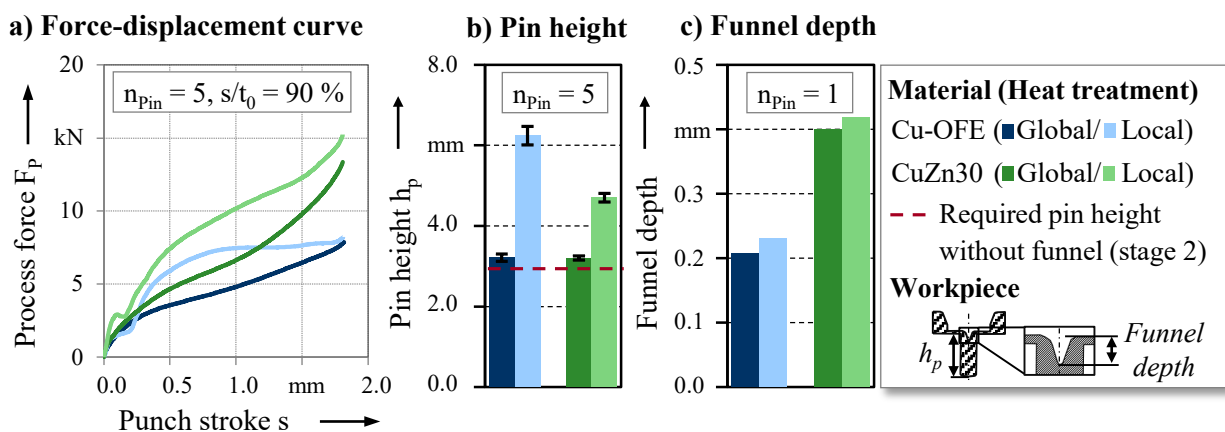 a) Force-displacement curve
20
kN
10
5
0
Process force F_P
n_Pin = 5, s/t_0 = 90 %
0.0 0.5 1.0 mm 2.0
Punch stroke s
b) Pin height
8.0
mm
4.0
2.0
0.0
Pin height h_p
n_Pin = 5
c) Funnel depth
0.5
mm
0.3
0.2
0.1
0.0
Funnel depth
n_Pin = 1
Material (Heat treatment)
Cu-OFE (Global/ Local)
CuZn30 (Global/ Local)
Required pin height
without funnel (stage 2)
Workpiece
h_p
Funnel
depth